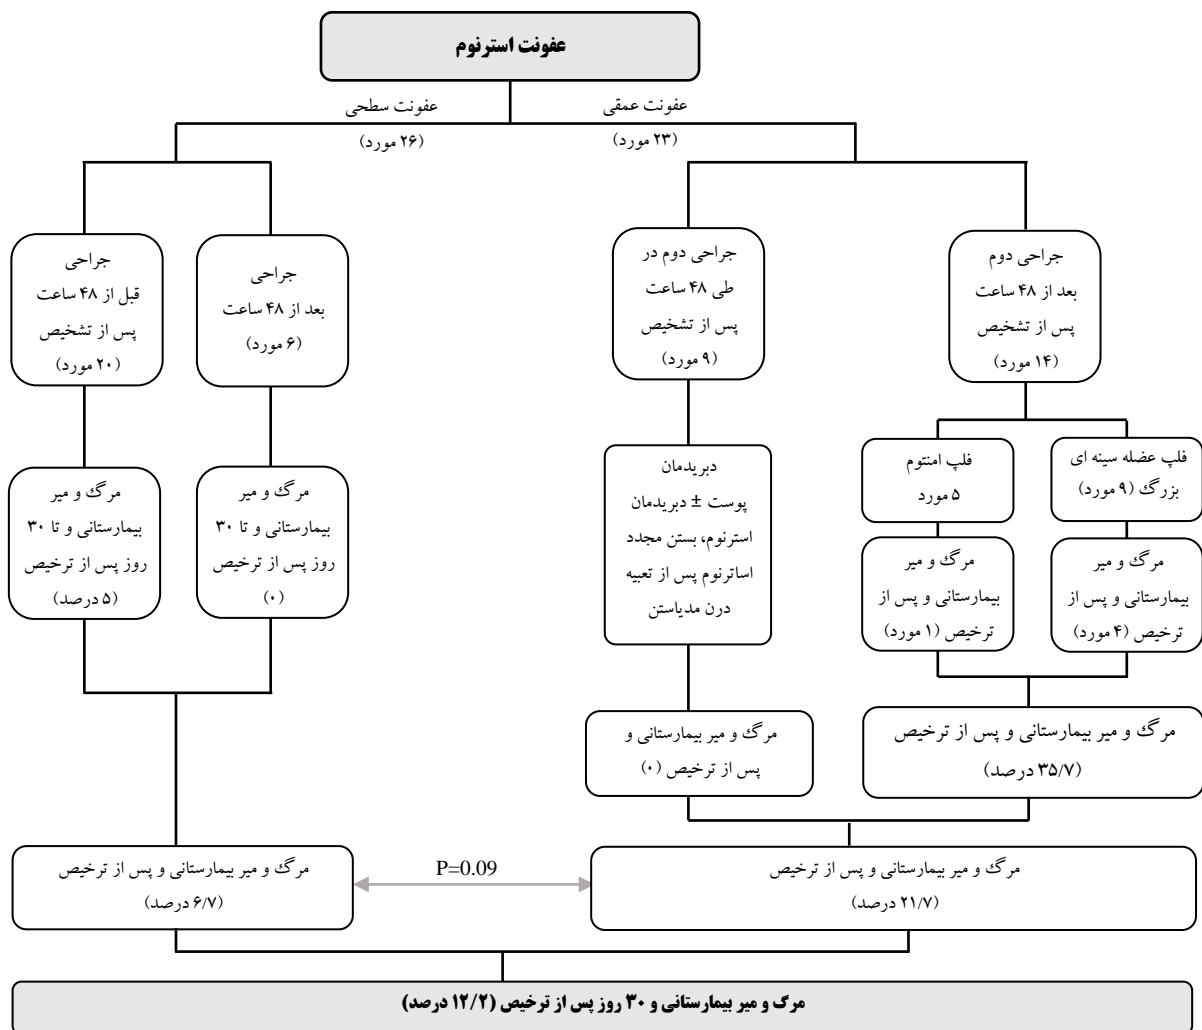 عفونت استرنوم
عفونت عمقی
(۲۳ مورد)
عفونت سطحی
(۲۶ مورد)
جراحی دوم
بعد از ۴۸ ساعت
پس از تشخیص
(۱۴ مورد)
جراحی دوم در
طی ۴۸ ساعت
پس از تشخیص
(۹ مورد)
جراحی
بعد از ۴۸ ساعت
(۶ مورد)
جراحی
قبل از ۴۸ ساعت
پس از تشخیص
(۲۰ مورد)
فلپ عضله سینه ای
بزرگ (۹ مورد)
فلپ امنتوم
۵ مورد
دبریدمان
پوست ± دبریدمان
استرنوم، بستن مجدد
اساترنوم پس از تعبیه
درن مدیاستن
مرگ و میر
بیمارستانی و تا ۳۰
روز پس از ترخیص
(۰)
مرگ و میر
بیمارستانی و تا ۳۰
روز پس از ترخیص
(۵ درصد)
مرگ و میر
بیمارستانی و پس از
ترخیص (۴ مورد)
مرگ و میر
بیمارستانی و پس از
ترخیص (۱ مورد)
مرگ و میر بیمارستانی و پس از ترخیص
(۳۵/۷ درصد)
مرگ و میر بیمارستانی و
پس از ترخیص (۰)
مرگ و میر بیمارستانی و پس از ترخیص
(۲۱/۷ درصد)
P=0.09
مرگ و میر بیمارستانی و پس از ترخیص
(۶/۷ درصد)
مرگ و میر بیمارستانی و ۳۰ روز پس از ترخیص (۱۲/۲ درصد)